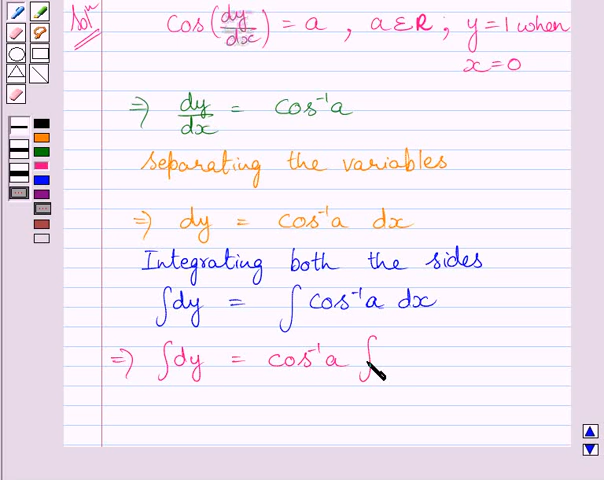 Solⁿ cos(dy/dx) = a , a ε R ; y = 1 when
x = 0
⇒ dy/dx = cos⁻¹a
Separating the variables
⇒ dy = cos⁻¹a dx
Integrating both the sides
∫dy = ∫ cos⁻¹a dx
⇒ ∫dy = cos⁻¹a ∫